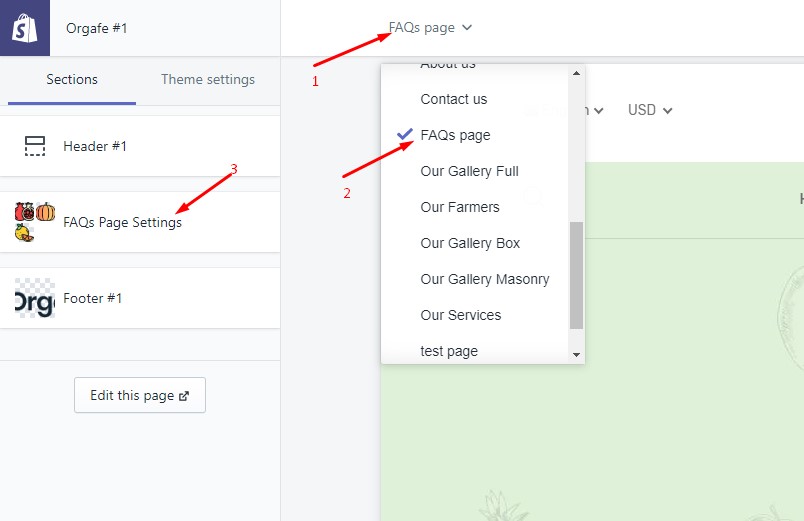 Orgafe #1
FAQs page
1
Sections
Theme settings
About us
Contact us
USD
Header #1
FAQs page
3
2
Our Gallery Full
FAQs Page Settings
Our Farmers
Our Gallery Box
Our Gallery Masonry
Footer #1
Orga
Our Services
test page
Edit this page